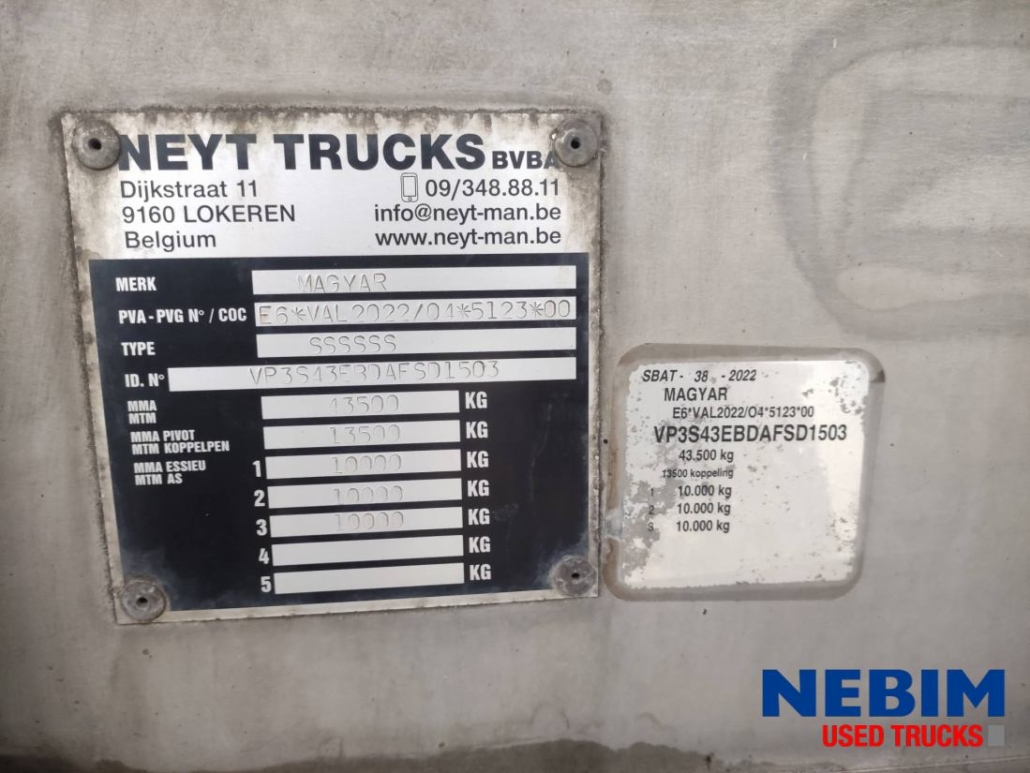 NEYT TRUCKS BVBA
Dijkstraat 11 09/348.88.11
9160 LOKEREN info@neyt-man.be
Belgium www.neyt-man.be
MERK MAGYAR
PVA - PVG N° / COC E6*VAL2022/04*5123*00
TYPE SSSSSS
ID. N° VP3S43EBDAFSD1503
MMA
MTM 43500 KG
MMA PIVOT
MTM KOPPELPEN 13500 KG
MMA ESSIEU
MTM AS
1 10000 KG
2 10000 KG
3 10000 KG
4 KG
5 KG
SBAT - 38 - 2022
MAGYAR
E6*VAL2022/04*5123*00
VP3S43EBDAFSD1503
43.500 kg
13500 koppeling
1 10.000 kg
2 10.000 kg
3 10.000 kg
NEBIM
USED TRUCKS